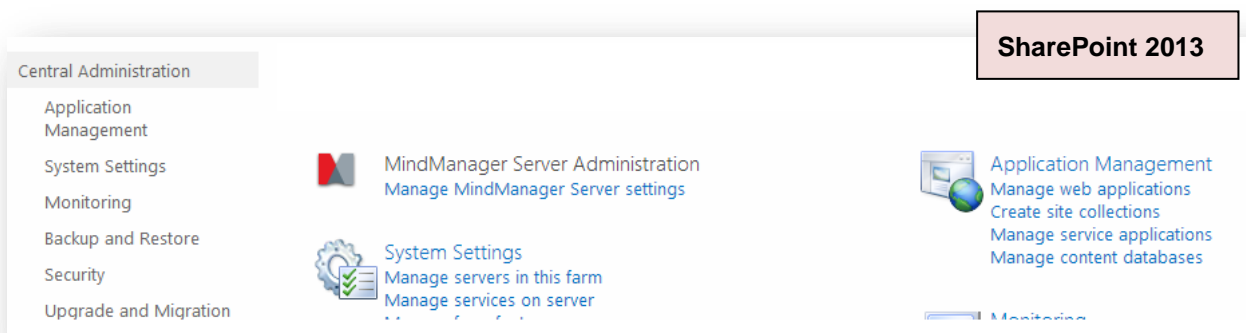 SharePoint 2013
Central Administration
Application
Management
System Settings
Monitoring
Backup and Restore
Security
Upgrade and Migration
MindManager Server Administration
Manage MindManager Server settings
System Settings
Manage servers in this farm
Manage services on server
Application Management
Manage web applications
Create site collections
Manage service applications
Manage content databases
Monitoring